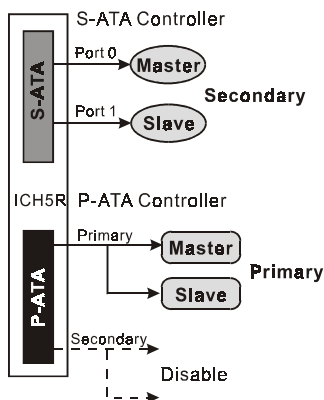 S-ATA Controller
S-ATA
Port 0
Master
Secondary
Port 1
Slave
ICH5R
P-ATA Controller
P-ATA
Primary
Master
Primary
Slave
Secondary
Disable